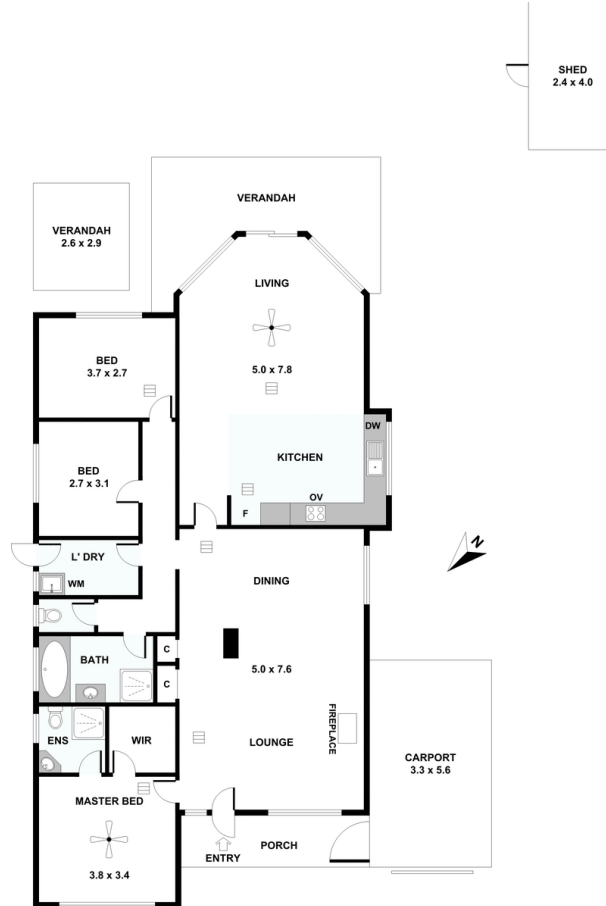 SHED
2.4 x 4.0
VERANDAH
VERANDAH
2.6 x 2.9
LIVING
5.0 x 7.8
BED
3.7 x 2.7
DW
KITCHEN
BED
2.7 x 3.1
OV
F
L' DRY
WM
N
DINING
BATH
C
C
5.0 x 7.6
FIREPLACE
ENS
WIR
LOUNGE
CARPORT
3.3 x 5.6
MASTER BED
3.8 x 3.4
PORCH
ENTRY